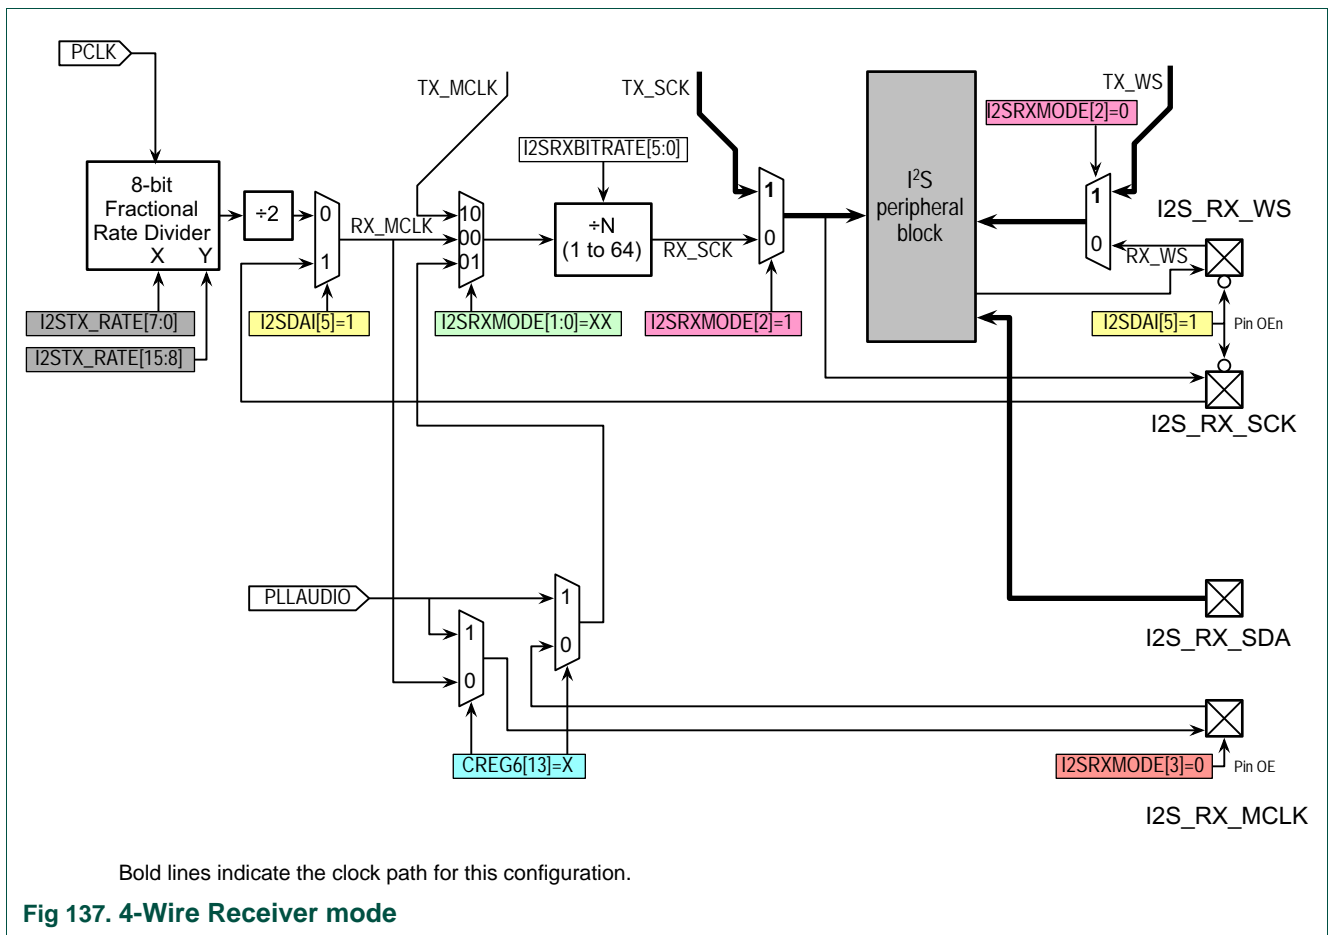 PCLK
TX_MCLK
TX_SCK
TX_WS
I2SRXMODE[2]=0
I2SRXBITRATE[5:0]
8-bit
Fractional
Rate Divider
X Y
÷2
0
1
RX_MCLK
10
00
01
÷N
(1 to 64)
RX_SCK
1
0
I²S
peripheral
block
1
0
RX_WS
I2S_RX_WS
I2STX_RATE[7:0]
I2STX_RATE[15:8]
I2SDAI[5]=1
I2SRXMODE[1:0]=XX
I2SRXMODE[2]=1
I2SDAI[5]=1
Pin OEn
I2S_RX_SCK
PLLAUDIO
1
0
1
0
I2S_RX_SDA
CREG6[13]=X
I2SRXMODE[3]=0
Pin OE
I2S_RX_MCLK
Bold lines indicate the clock path for this configuration.
Fig 137. 4-Wire Receiver mode